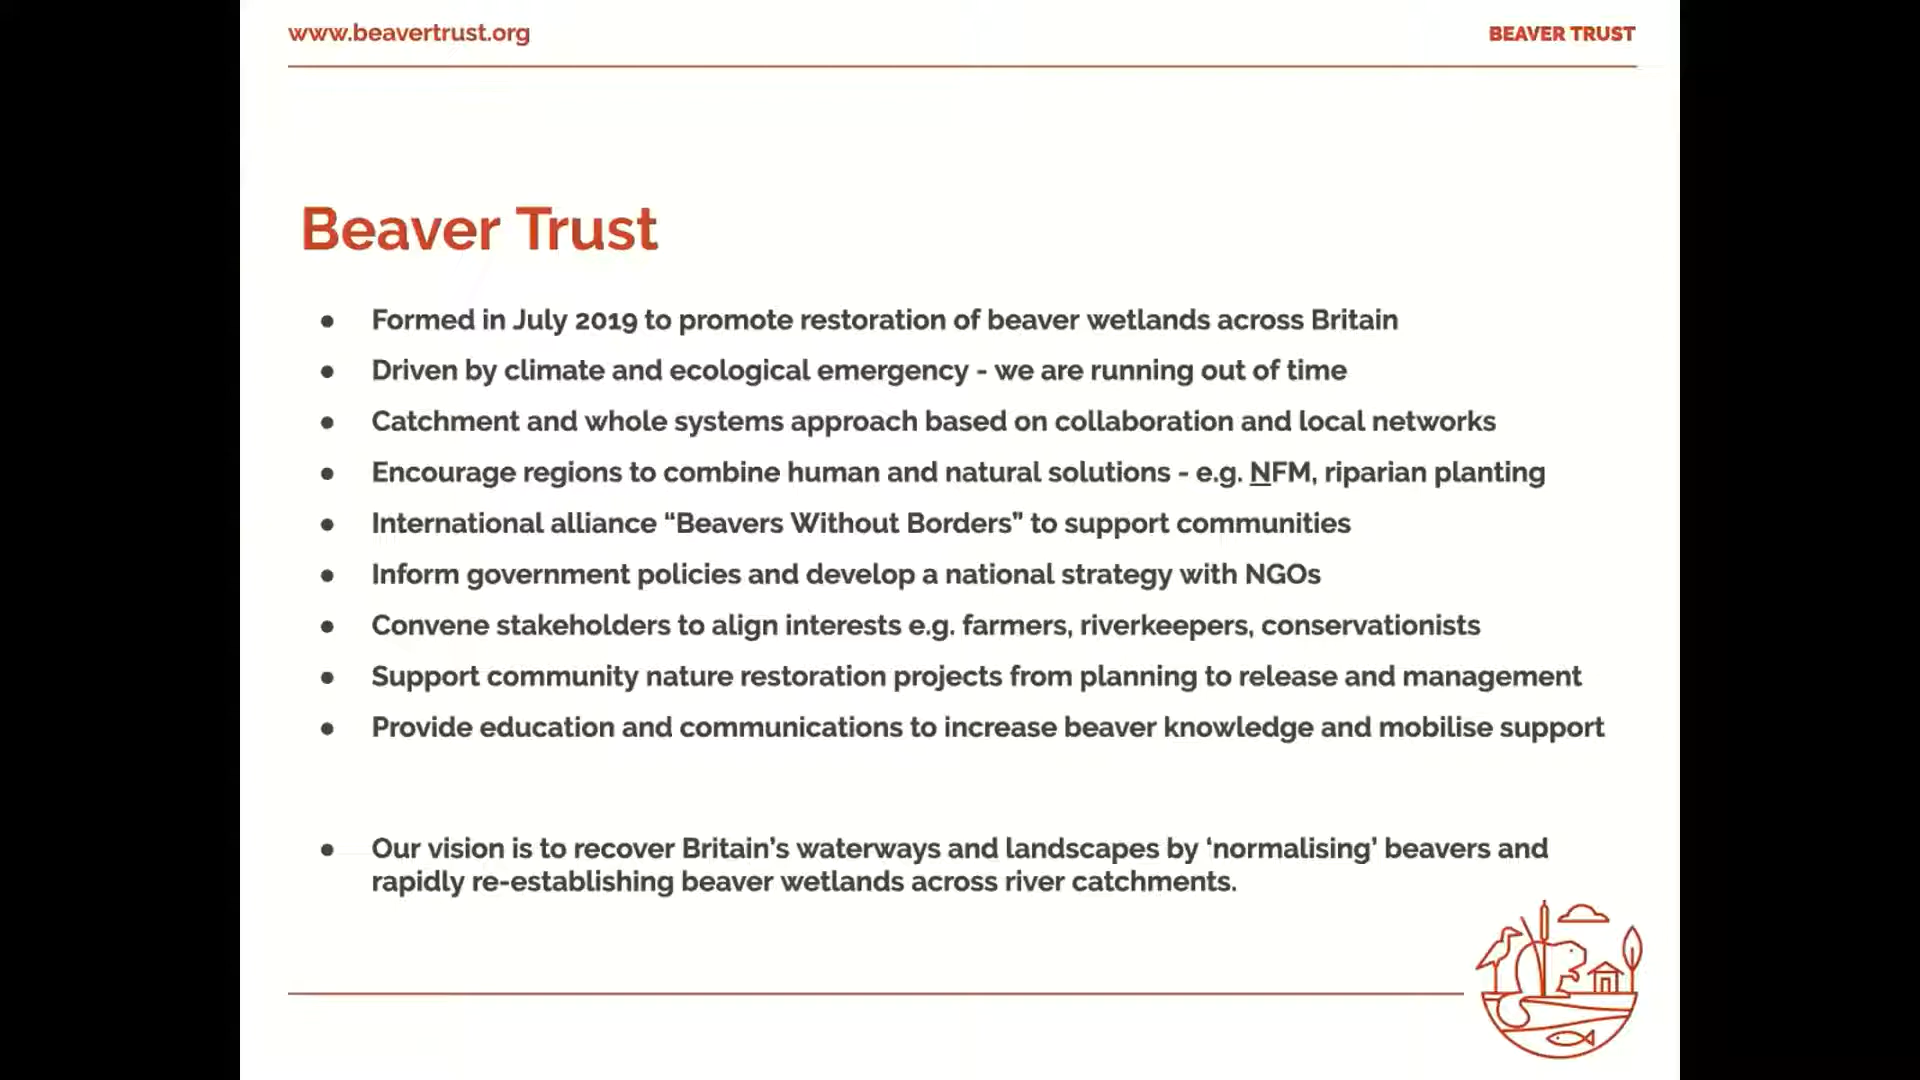 www.beavertrust.org
BEAVER TRUST
Beaver Trust
● Formed in July 2019 to promote restoration of beaver wetlands across Britain
● Driven by climate and ecological emergency - we are running out of time
● Catchment and whole systems approach based on collaboration and local networks
● Encourage regions to combine human and natural solutions - e.g. NFM, riparian planting
● International alliance “Beavers Without Borders” to support communities
● Inform government policies and develop a national strategy with NGOs
● Convene stakeholders to align interests e.g. farmers, riverkeepers, conservationists
● Support community nature restoration projects from planning to release and management
● Provide education and communications to increase beaver knowledge and mobilise support
● Our vision is to recover Britain’s waterways and landscapes by ‘normalising’ beavers and
rapidly re-establishing beaver wetlands across river catchments.